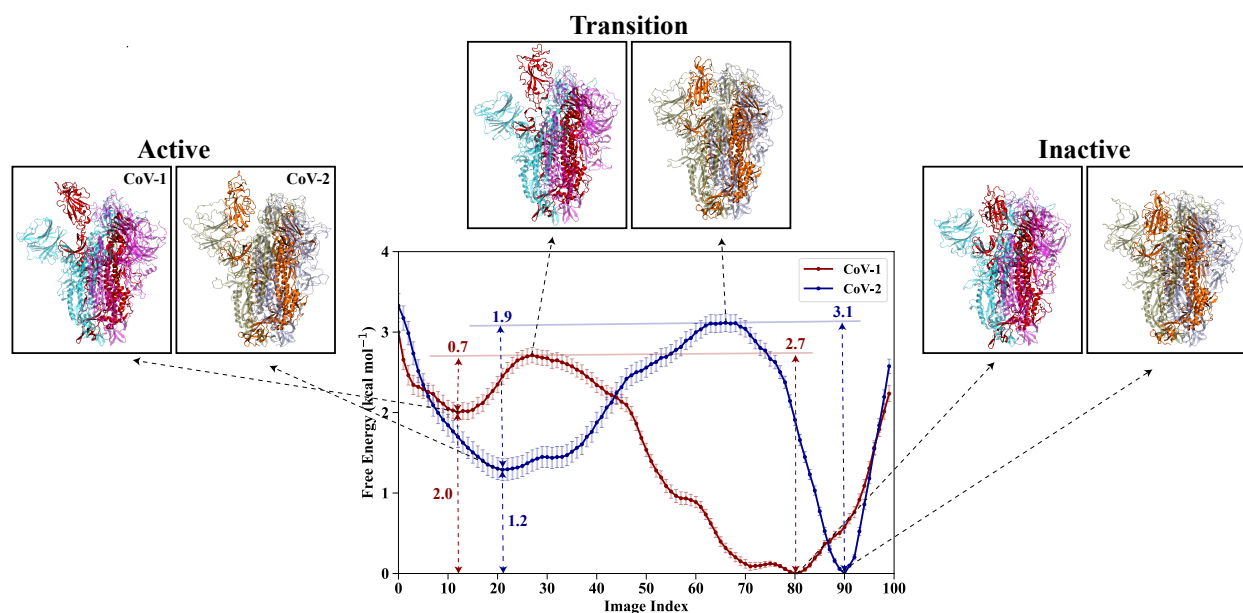 Transition
Active
Inactive
CoV-1
CoV-2
4
3
2
1
0
Free Energy (kcal mol⁻¹)
CoV-1
CoV-2
1.9
3.1
0.7
2.7
2.0
1.2
0 10 20 30 40 50 60 70 80 90 100
Image Index